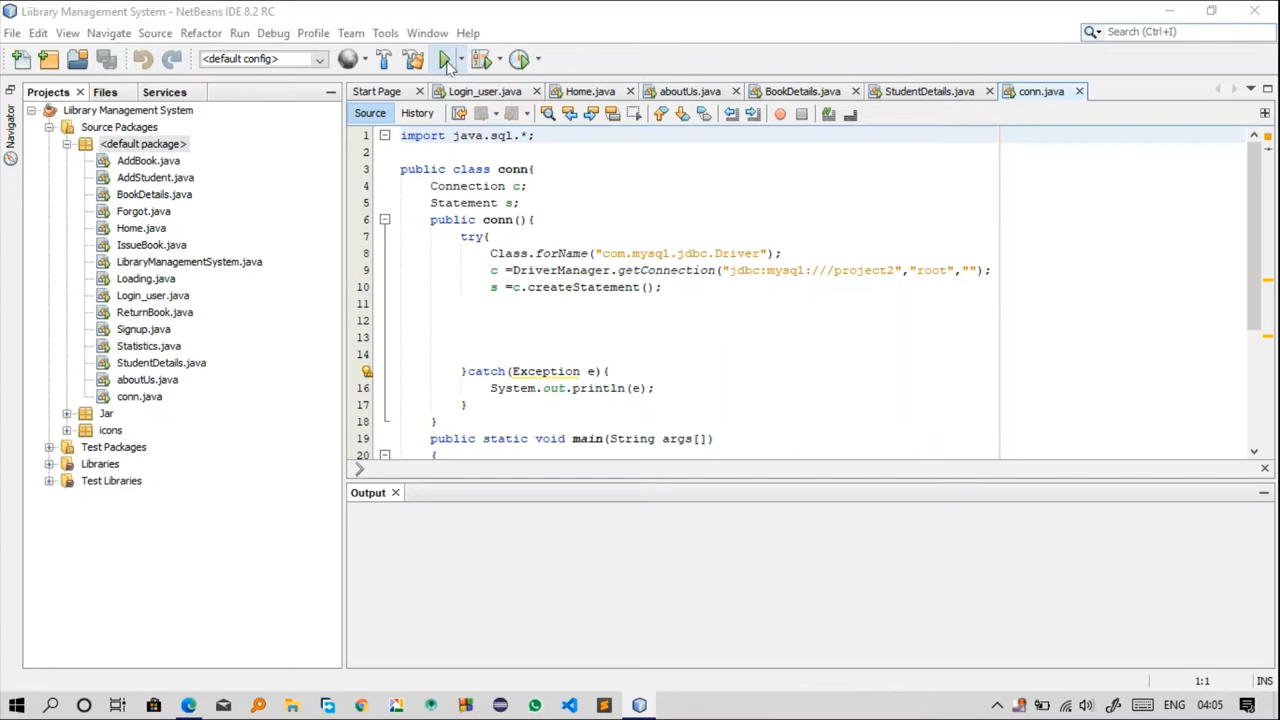 Liibrary Management System - NetBeans IDE 8.2 RC
File Edit View Navigate Source Refactor Run Debug Profile Team Tools Window Help
Search (Ctrl+I)
<default config>
Projects Files Services
Start Page Login_user.java Home.java aboutUs.java BookDetails.java StudentDetails.java conn.java
Navigator
Source History
Liibrary Management System
Source Packages
<default package>
AddBook.java
AddStudent.java
BookDetails.java
Forgot.java
Home.java
IssueBook.java
LibraryManagementSystem.java
Loading.java
Login_user.java
ReturnBook.java
Signup.java
Statistics.java
StudentDetails.java
aboutUs.java
conn.java
Jar
icons
Test Packages
Libraries
Test Libraries
1 import java.sql.*;
2
3 public class conn{
4 Connection c;
5 Statement s;
6 public conn(){
7 try{
8 Class.forName("com.mysql.jdbc.Driver");
9 c =DriverManager.getConnection("jdbc:mysql:///project2","root","");
10 s =c.createStatement();
11
12
13
14
}catch(Exception e){
16 System.out.println(e);
17 }
18 }
19 public static void main(String args[])
20 {
Output
1:1 INS
ENG 04:05